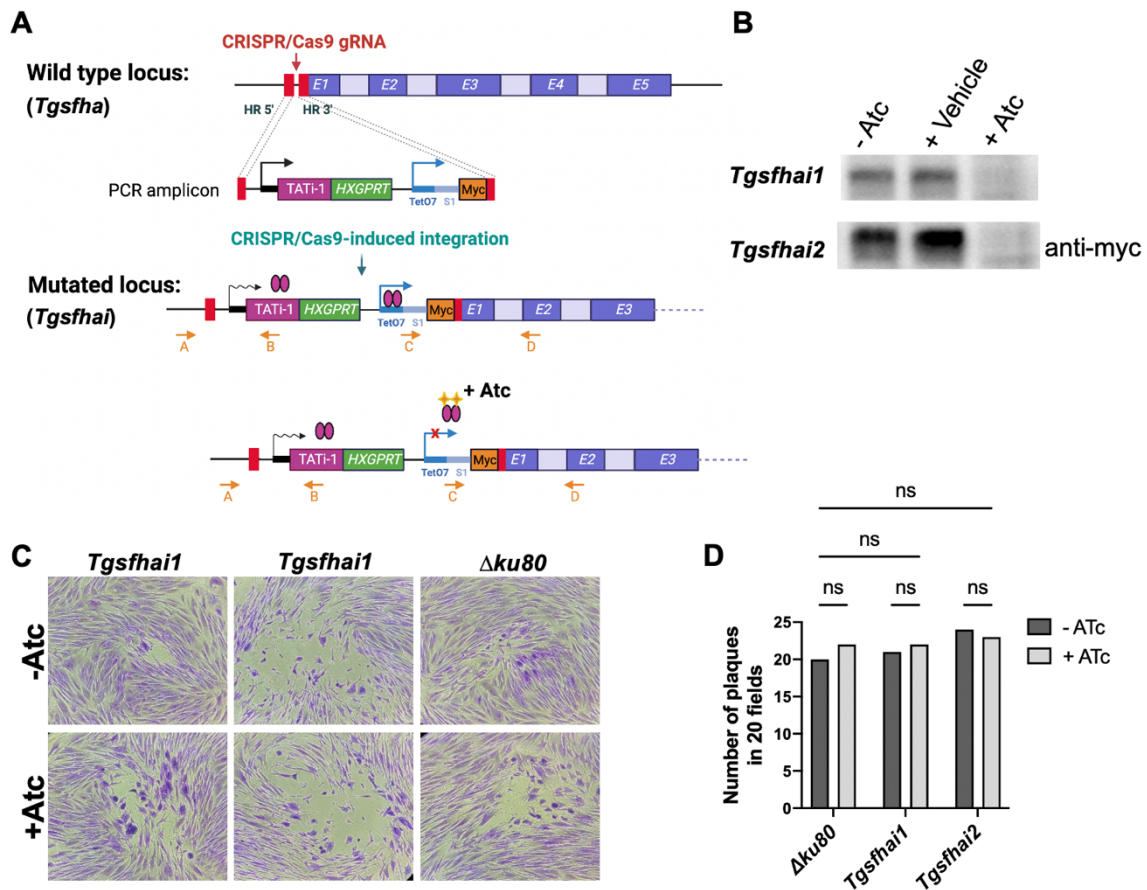 A
CRISPR/Cas9 gRNA
Wild type locus:
(Tgsfha)
E1 E2 E3 E4 E5
HR 5' HR 3'
PCR amplicon
TATi-1 HXGPRT Myc
TetO7 S1
CRISPR/Cas9-induced integration
Mutated locus:
(Tgsfhai)
TATi-1 HXGPRT Myc E1 E2 E3
TetO7 S1
A B C D
+ Atc
x
TATi-1 HXGPRT Myc E1 E2 E3
TetO7 S1
A B C D
B
- Atc + Vehicle + Atc
Tgsfhai1
Tgsfhai2 anti-myc
C
Tgsfhai1 Tgsfhai1 Δku80
-Atc
+Atc
D
ns
ns
ns ns ns
Number of plaques
in 20 fields
25
20
15
10
5
0
Δku80 Tgsfhai1 Tgsfhai2
- ATc
+ ATc